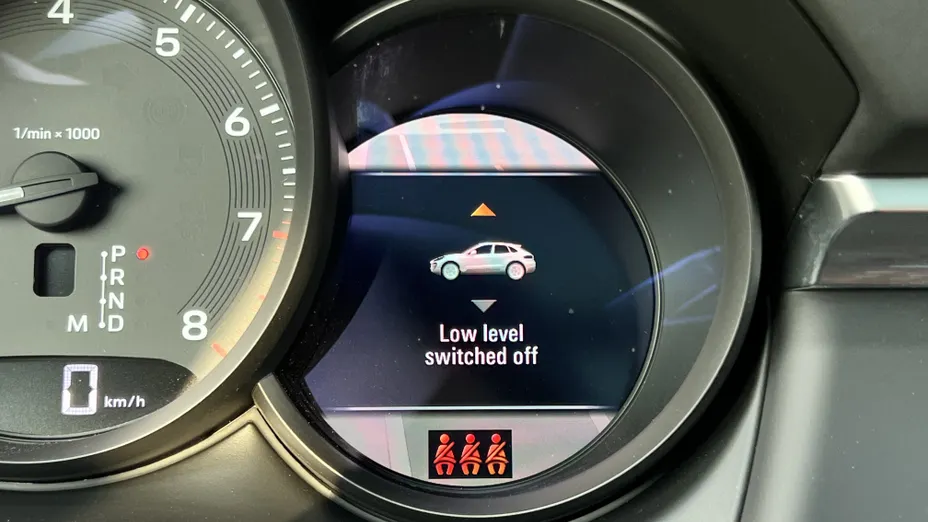 4
5
6
7
8
1/min × 1000
P
R
N
M D
0 km/h
Low level
switched off